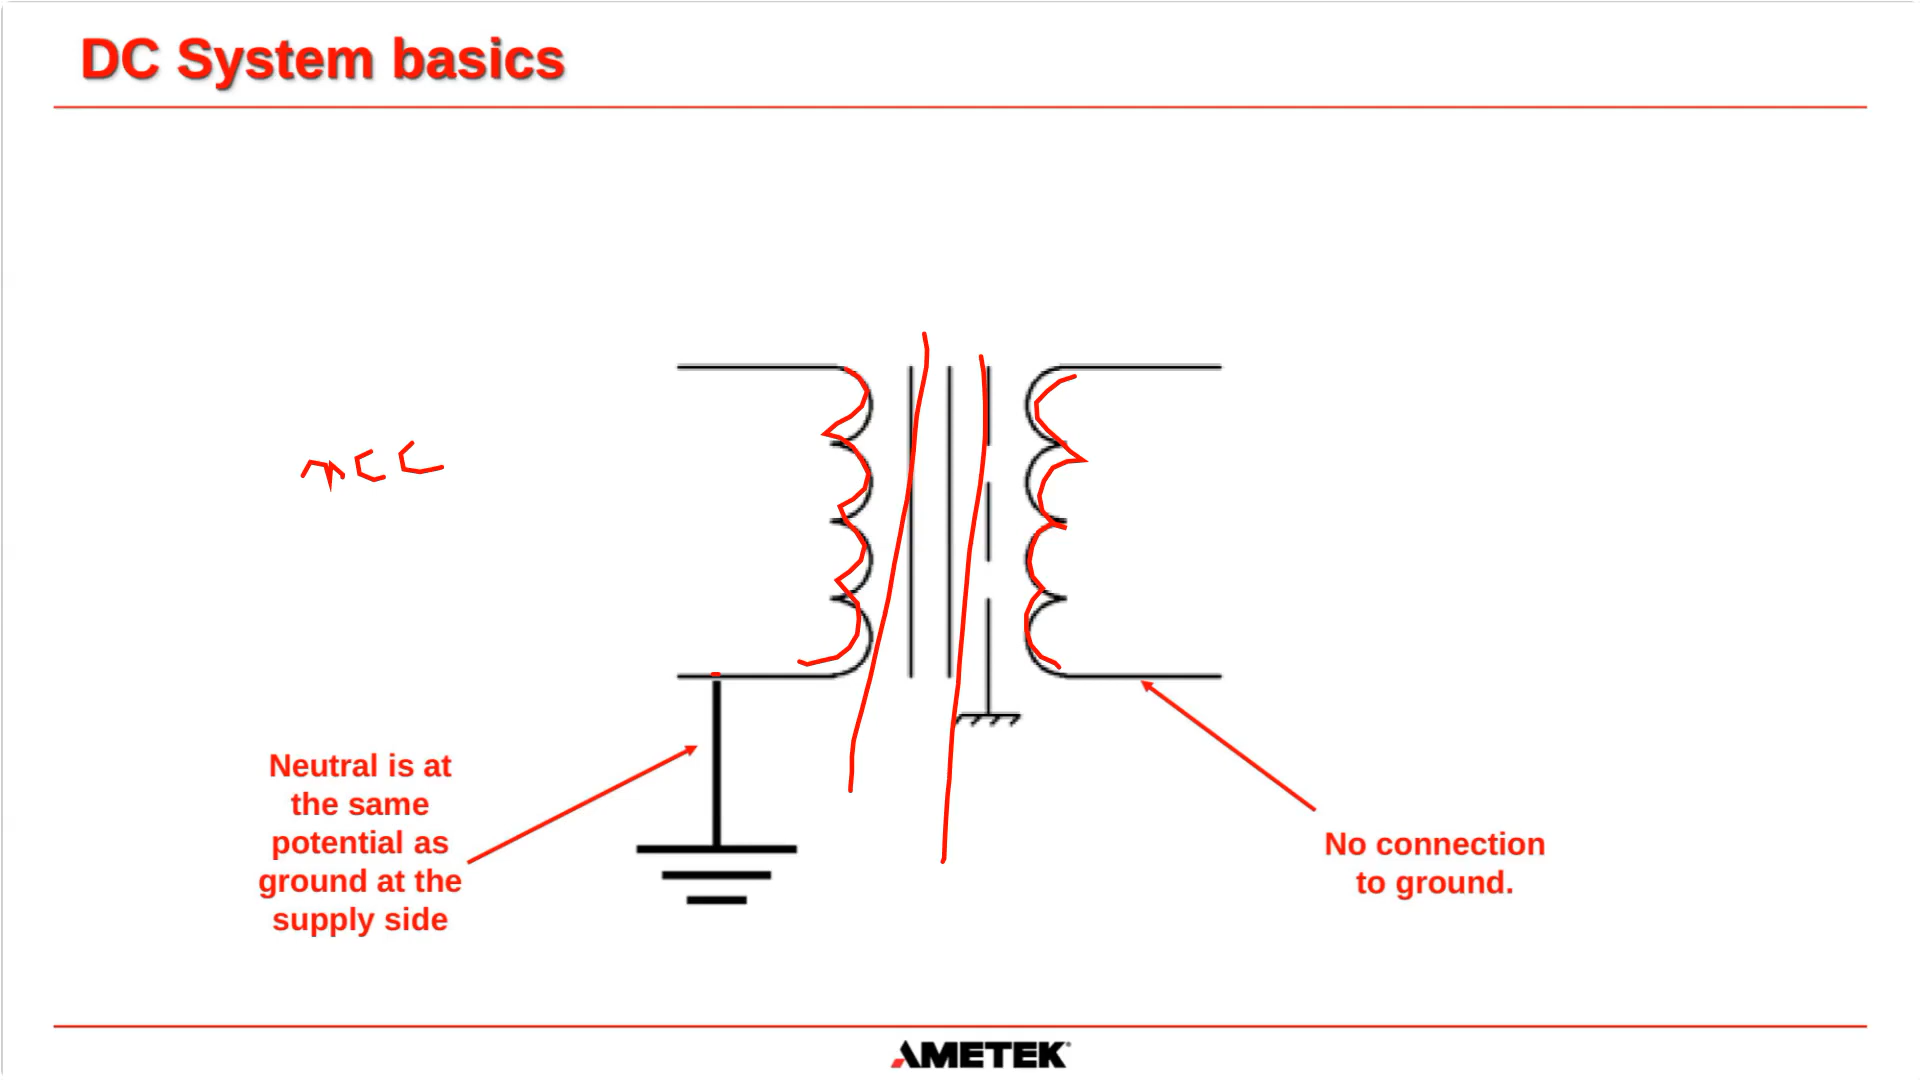 DC System basics
mcc
Neutral is at
the same
potential as
ground at the
supply side
No connection
to ground.
AMETEK®